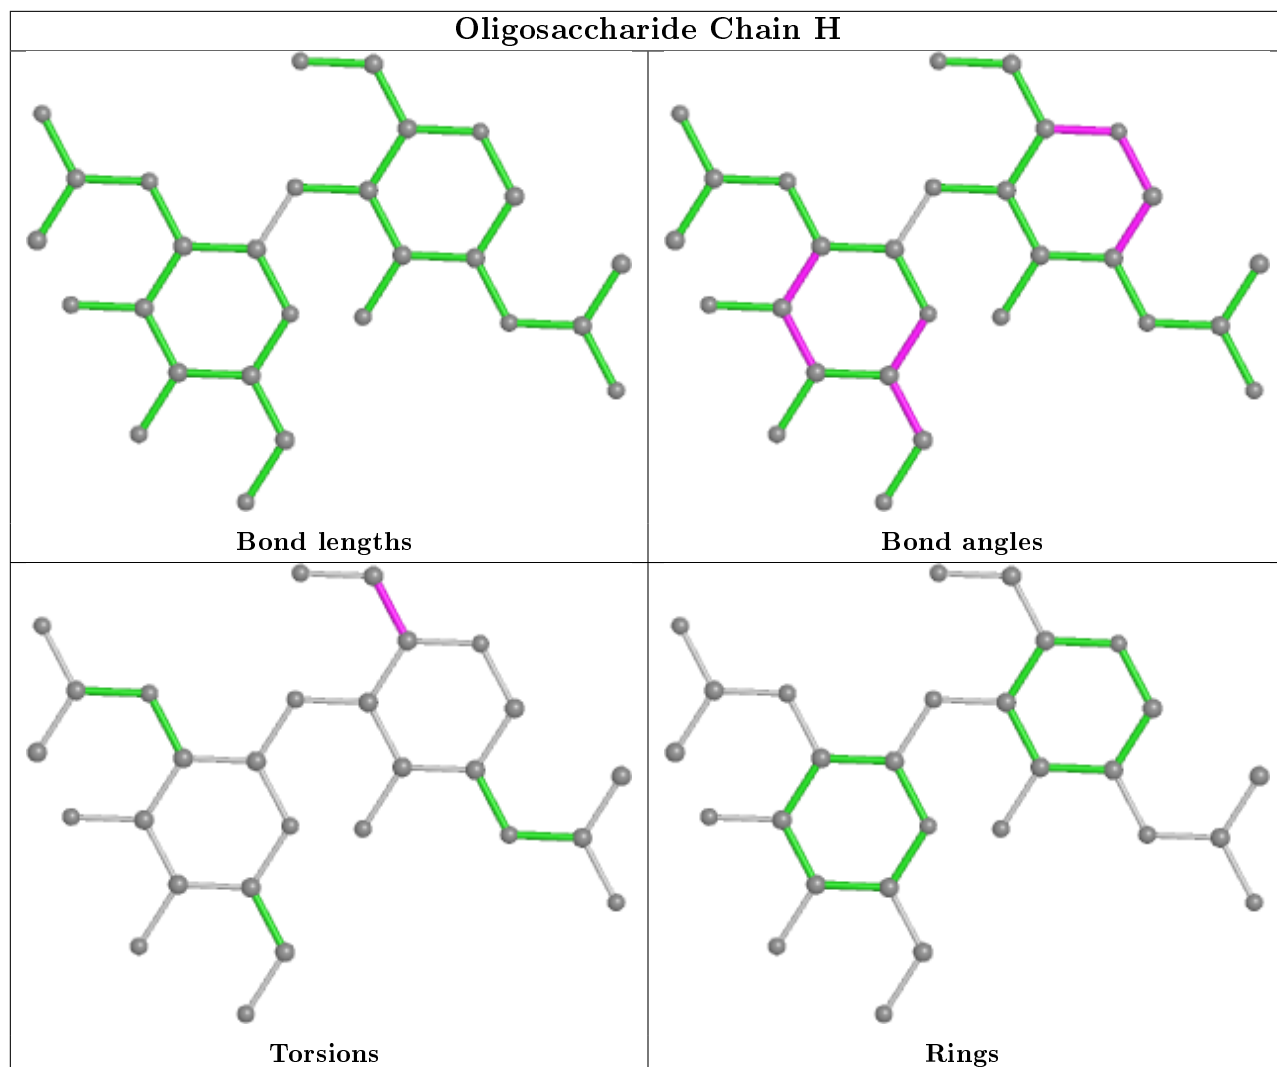 Oligosaccharide Chain H
Bond lengths
Bond angles
Torsions
Rings